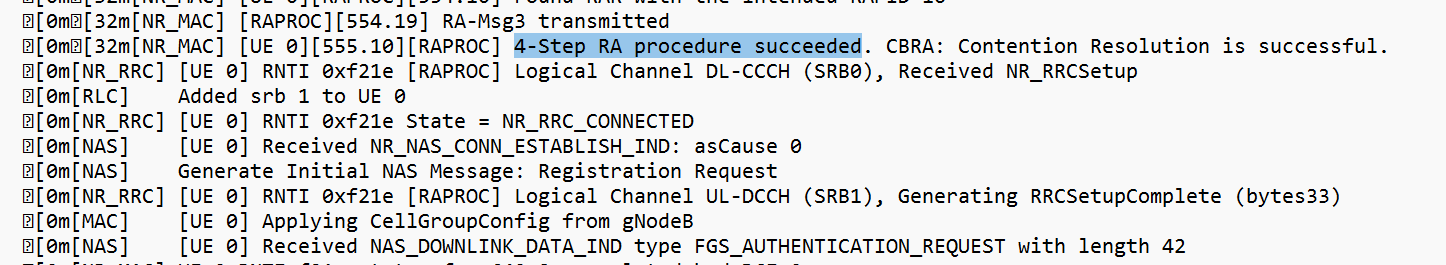 [0m[32m[NR_MAC] [RAPROC][554.19] RA-Msg3 transmitted
[0m[32m[NR_MAC] [UE 0][555.10][RAPROC] 4-Step RA procedure succeeded. CBRA: Contention Resolution is successful.
[0m[NR_RRC] [UE 0] RNTI 0xf21e [RAPROC] Logical Channel DL-CCCH (SRB0), Received NR_RRCSetup
[0m[RLC] Added srb 1 to UE 0
[0m[NR_RRC] [UE 0] RNTI 0xf21e State = NR_RRC_CONNECTED
[0m[NAS] [UE 0] Received NR_NAS_CONN_ESTABLISH_IND: asCause 0
[0m[NAS] Generate Initial NAS Message: Registration Request
[0m[NR_RRC] [UE 0] RNTI 0xf21e [RAPROC] Logical Channel UL-DCCH (SRB1), Generating RRCSetupComplete (bytes33)
[0m[MAC] [UE 0] Applying CellGroupConfig from gNodeB
[0m[NAS] [UE 0] Received NAS_DOWNLINK_DATA_IND type FGS_AUTHENTICATION_REQUEST with length 42